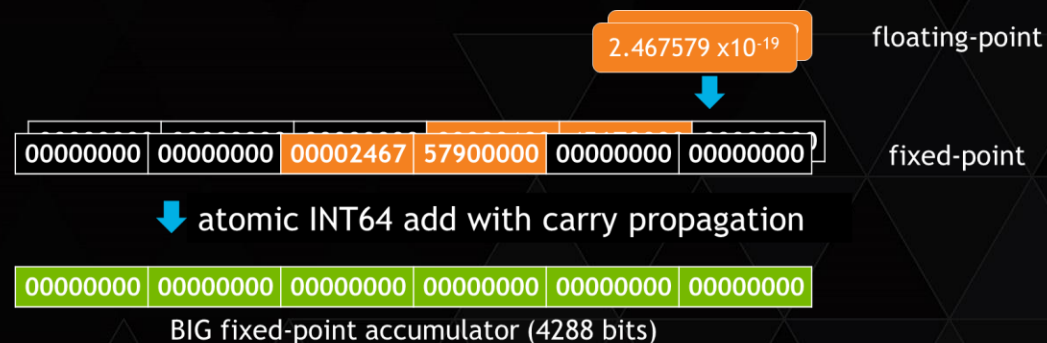 2.467579 x10-19
floating-point
00000000 00000000 00002467 57900000 00000000 00000000
fixed-point
atomic INT64 add with carry propagation
00000000 00000000 00000000 00000000 00000000 00000000
BIG fixed-point accumulator (4288 bits)